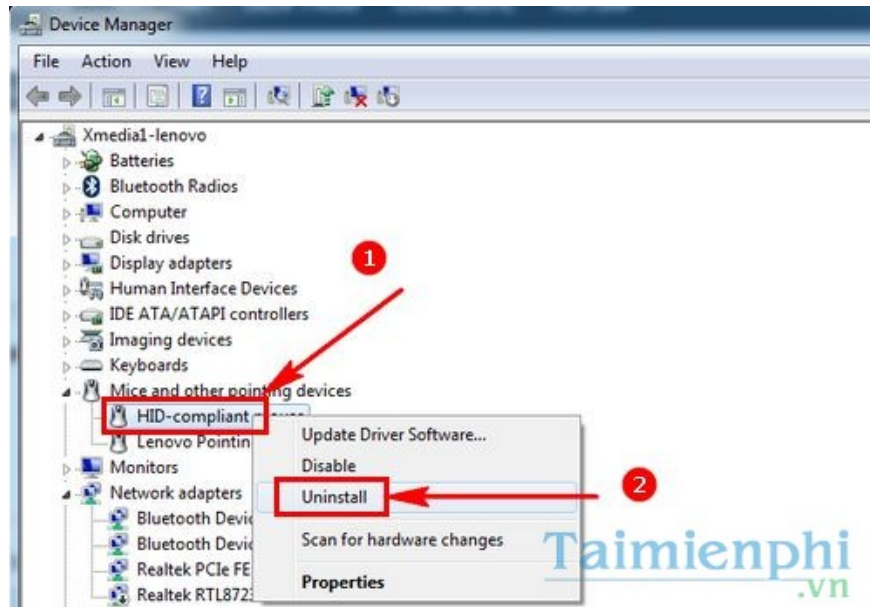 Device Manager
File Action View Help
Xmedia1-lenovo
Batteries
Bluetooth Radios
Computer
Disk drives
Display adapters
1
Human Interface Devices
IDE ATA/ATAPI controllers
Imaging devices
Keyboards
Mice and other pointing devices
HID-compliant mouse
Lenovo Pointin
Monitors
Network adapters
Bluetooth Devic
Bluetooth Devic
Realtek PCIe FE
Realtek RTL872
Update Driver Software...
Disable
Uninstall
2
Scan for hardware changes
Properties
Taimienphi
.vn